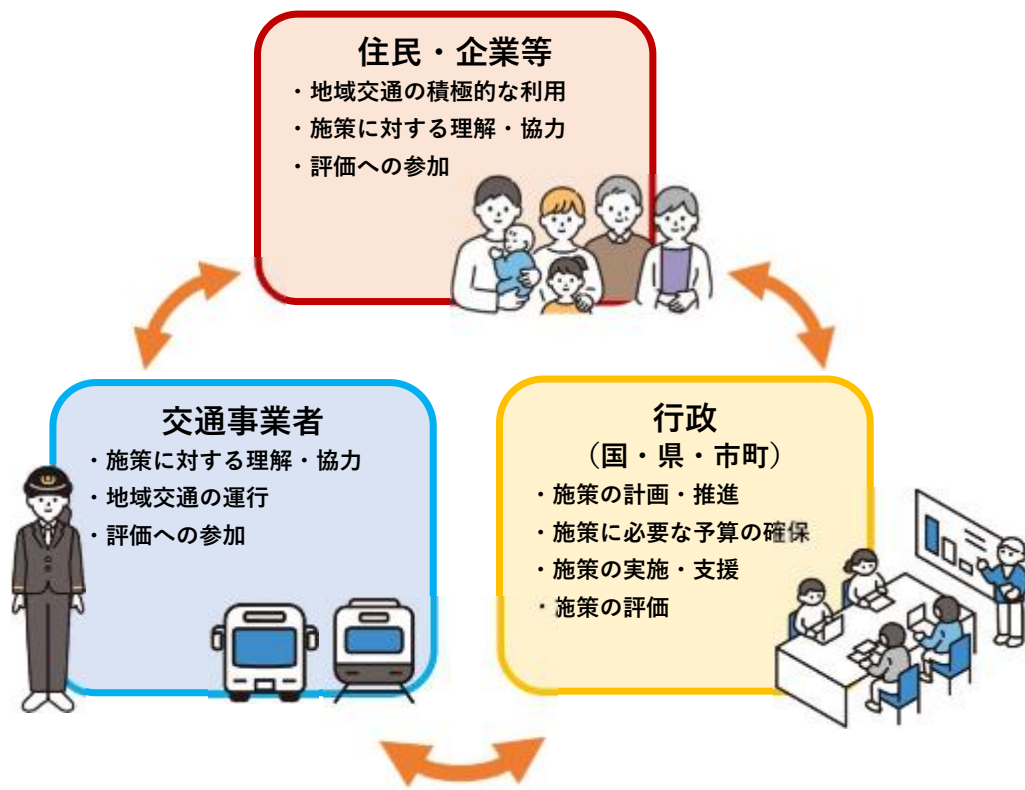 住民・企業等
・地域交通の積極的な利用
・施策に対する理解・協力
・評価への参加
交通事業者
・施策に対する理解・協力
・地域交通の運行
・評価への参加
行政
（国・県・市町）
・施策の計画・推進
・施策に必要な予算の確保
・施策の実施・支援
・施策の評価